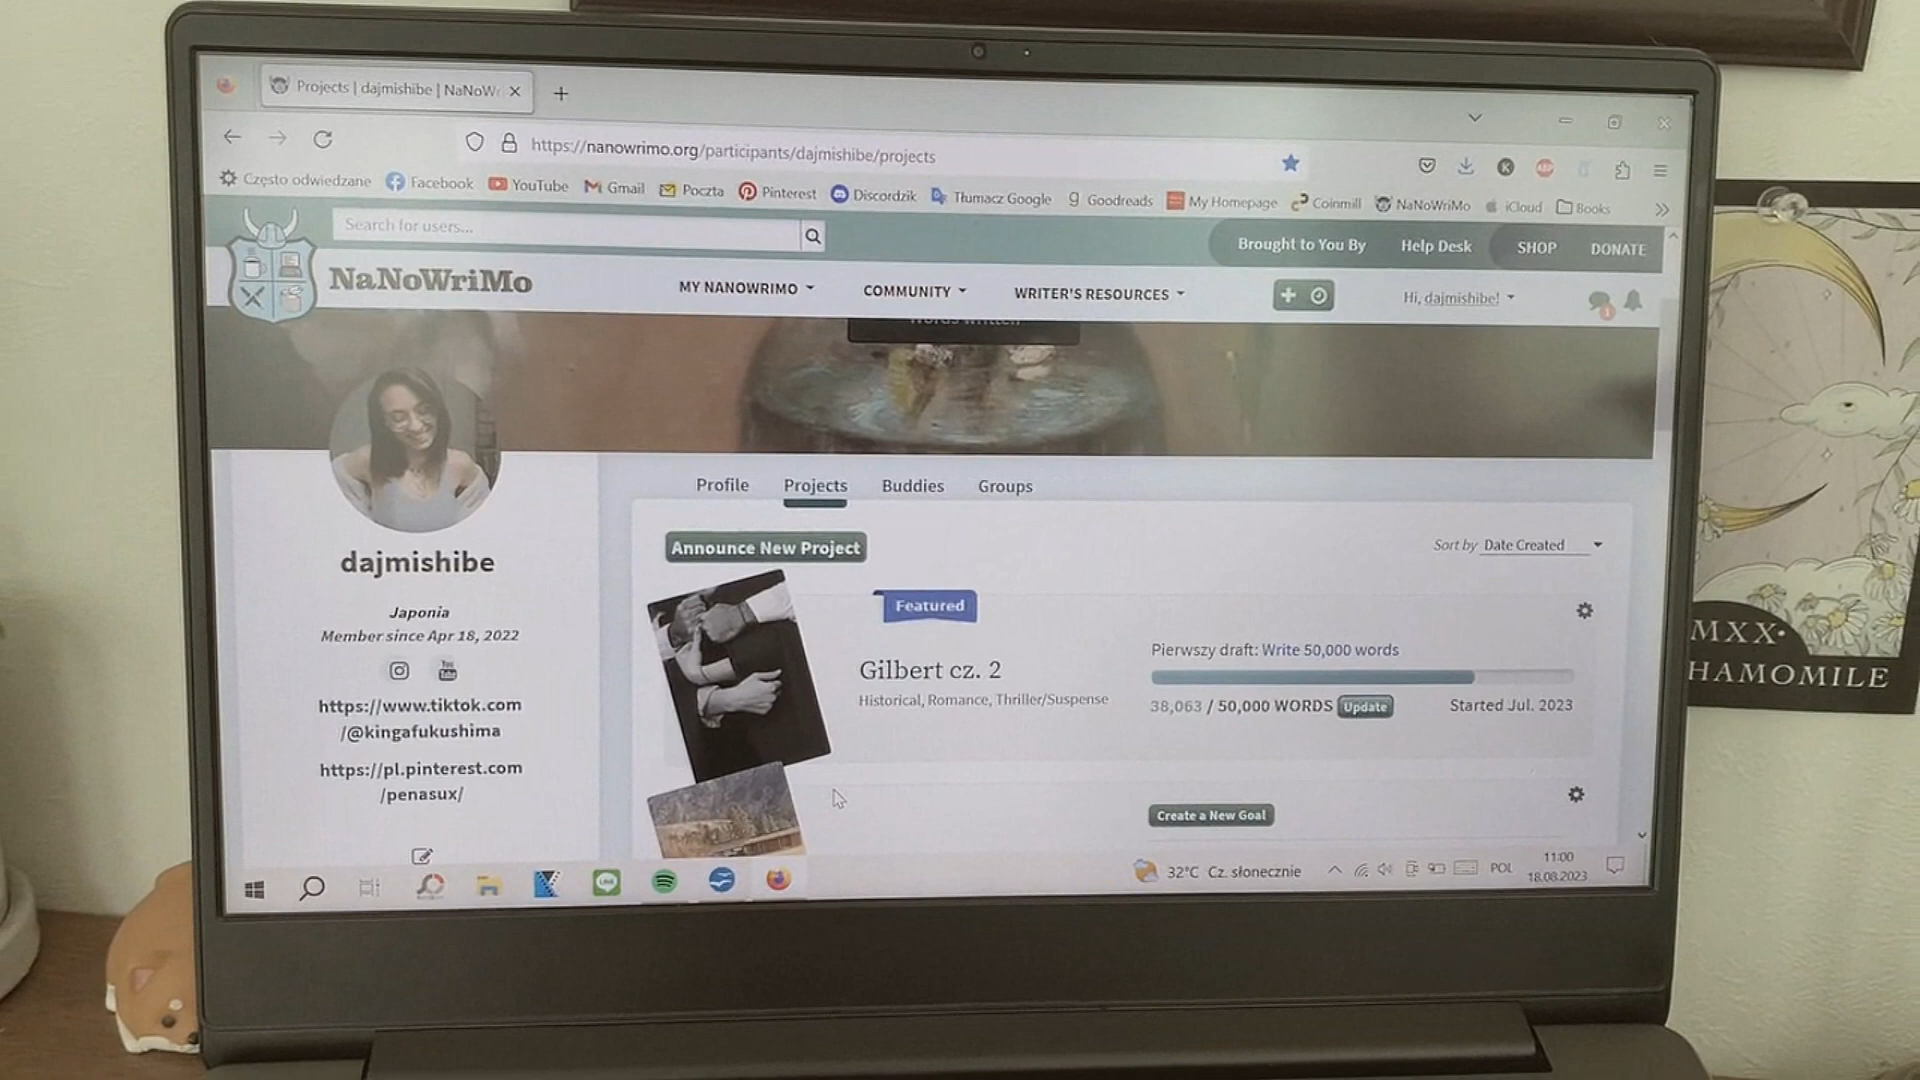 Projects | dajmishibe | NaNoWr
https://nanowrimo.org/participants/dajmishibe/projects
Często odwiedzane Facebook YouTube Gmail Poczta Pinterest Discordzik Tłumacz Google Goodreads My Homepage Coinmill NaNoWriMo iCloud Books
Search for users...
Brought to You By Help Desk SHOP DONATE
NaNoWriMo
MY NANOWRIMO COMMUNITY WRITER'S RESOURCES
Hi, dajmishibe!
1
Profile Projects Buddies Groups
Announce New Project
Sort by Date Created
dajmishibe
Japonia
Member since Apr 18, 2022
You Tube
https://www.tiktok.com
/@kingafukushima
https://pl.pinterest.com
/penasux/
Featured
Gilbert cz. 2
Historical, Romance, Thriller/Suspense
Pierwszy draft: Write 50,000 words
38,063 / 50,000 WORDS Update Started Jul. 2023
Create a New Goal
32°C Cz. słonecznie
POL
11:00
18.08.2023
MXX
HAMOMILE